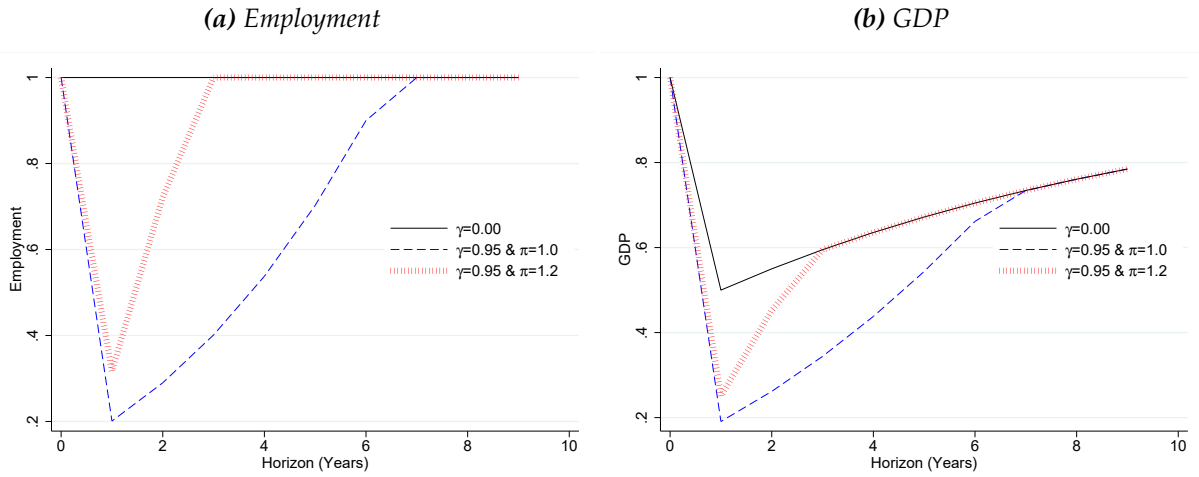 (a) Employment
Employment
1
.8
.6
.4
.2
0
2
4
6
8
10
Horizon (Years)
γ=0.00
γ=0.95 & π=1.0
γ=0.95 & π=1.2
(b) GDP
GDP
1
.8
.6
.4
.2
0
2
4
6
8
10
Horizon (Years)
γ=0.00
γ=0.95 & π=1.0
γ=0.95 & π=1.2